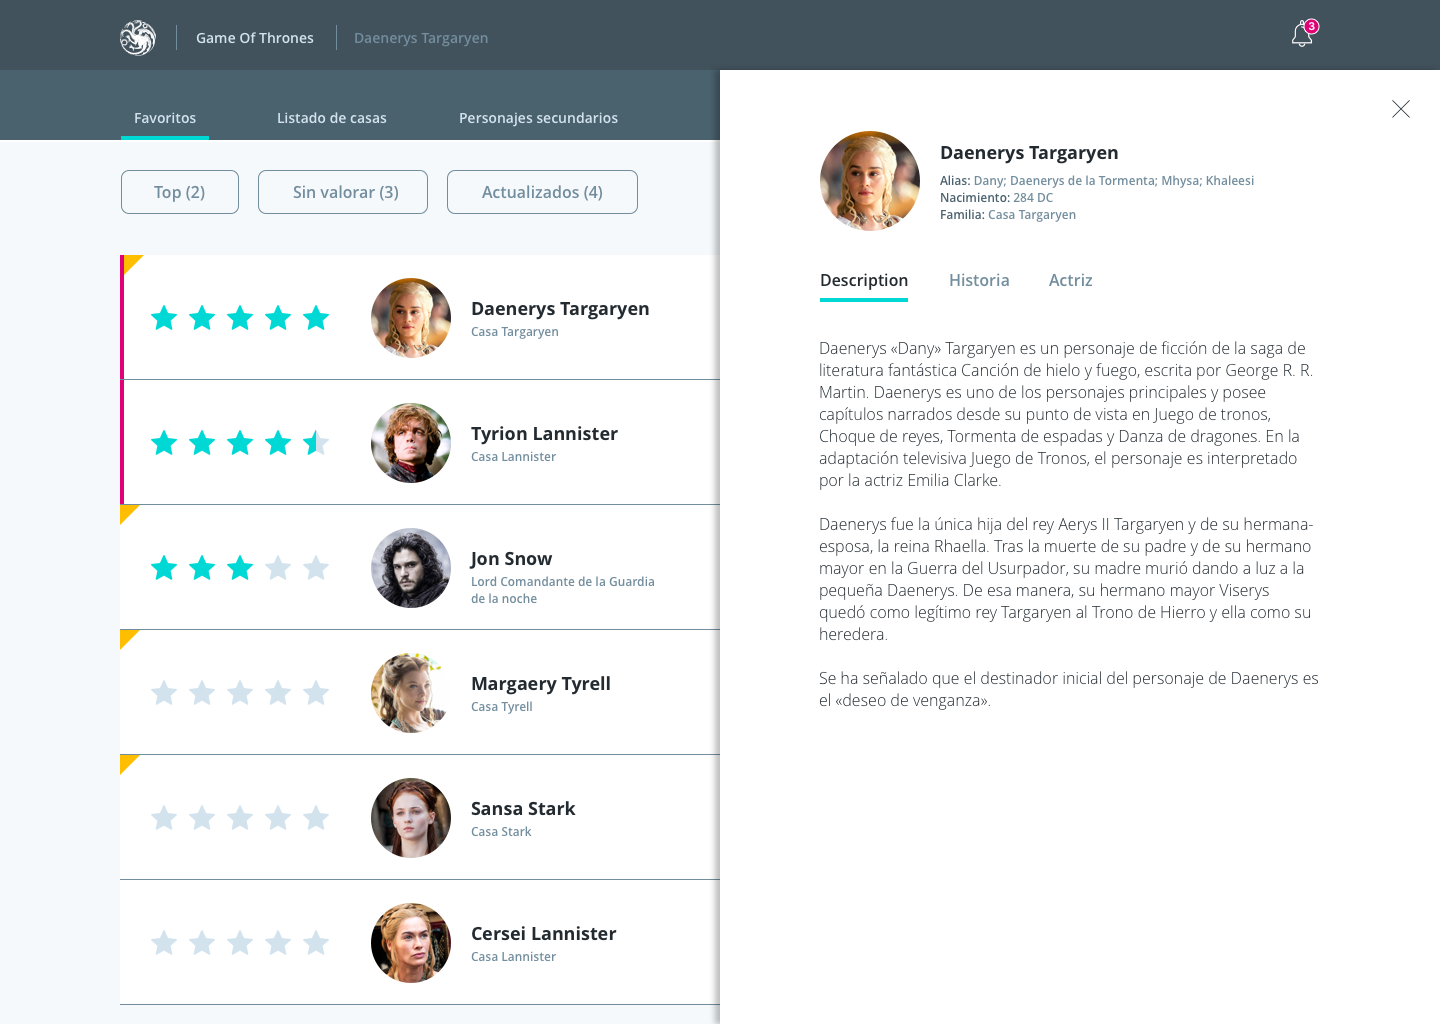 Game Of Thrones
Daenerys Targaryen
3
Favoritos
Listado de casas
Personajes secundarios
Top (2)
Sin valorar (3)
Actualizados (4)
Daenerys Targaryen
Casa Targaryen
Tyrion Lannister
Casa Lannister
Jon Snow
Lord Comandante de la Guardia
de la noche
Margaery Tyrell
Casa Tyrell
Sansa Stark
Casa Stark
Cersei Lannister
Casa Lannister
Daenerys Targaryen
Alias: Dany; Daenerys de la Tormenta; Mhysa; Khaleesi
Nacimiento: 284 DC
Familia: Casa Targaryen
Description
Historia
Actriz
Daenerys «Dany» Targaryen es un personaje de ficción de la saga de
literatura fantástica Canción de hielo y fuego, escrita por George R. R.
Martin. Daenerys es uno de los personajes principales y posee
capítulos narrados desde su punto de vista en Juego de tronos,
Choque de reyes, Tormenta de espadas y Danza de dragones. En la
adaptación televisiva Juego de Tronos, el personaje es interpretado
por la actriz Emilia Clarke.
Daenerys fue la única hija del rey Aerys II Targaryen y de su hermana-
esposa, la reina Rhaella. Tras la muerte de su padre y de su hermano
mayor en la Guerra del Usurpador, su madre murió dando a luz a la
pequeña Daenerys. De esa manera, su hermano mayor Viserys
quedó como legítimo rey Targaryen al Trono de Hierro y ella como su
heredera.
Se ha señalado que el destinador inicial del personaje de Daenerys es
el «deseo de venganza».